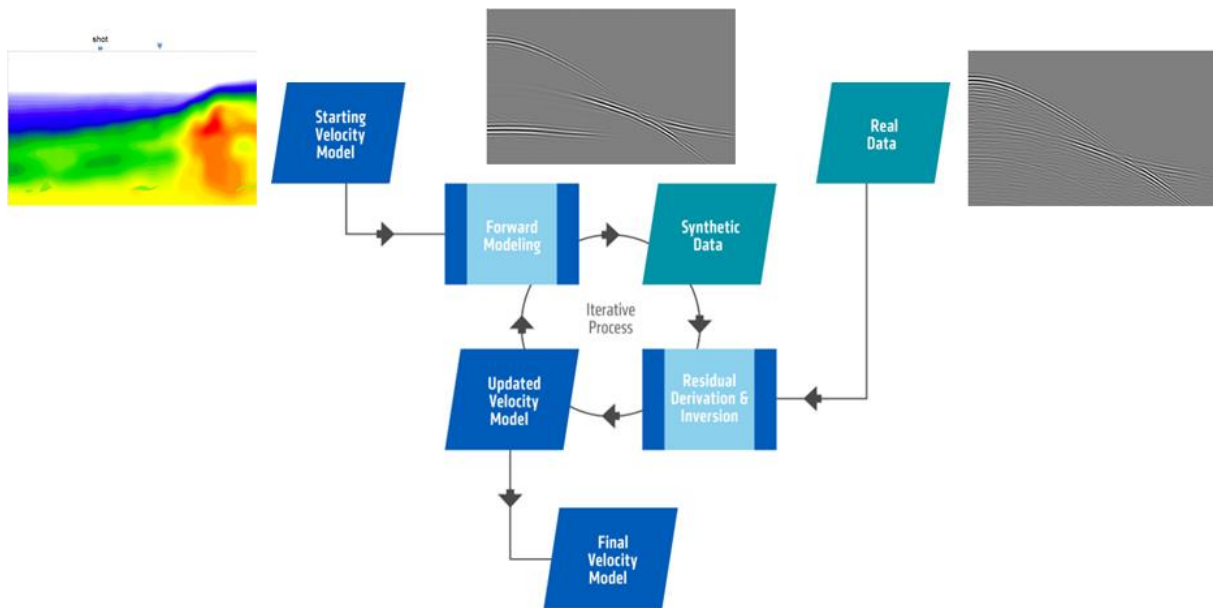 shot
Starting
Velocity
Model
Real
Data
Forward
Modeling
Synthetic
Data
Iterative
Process
Updated
Velocity
Model
Residual
Derivation &
Inversion
Final
Velocity
Model